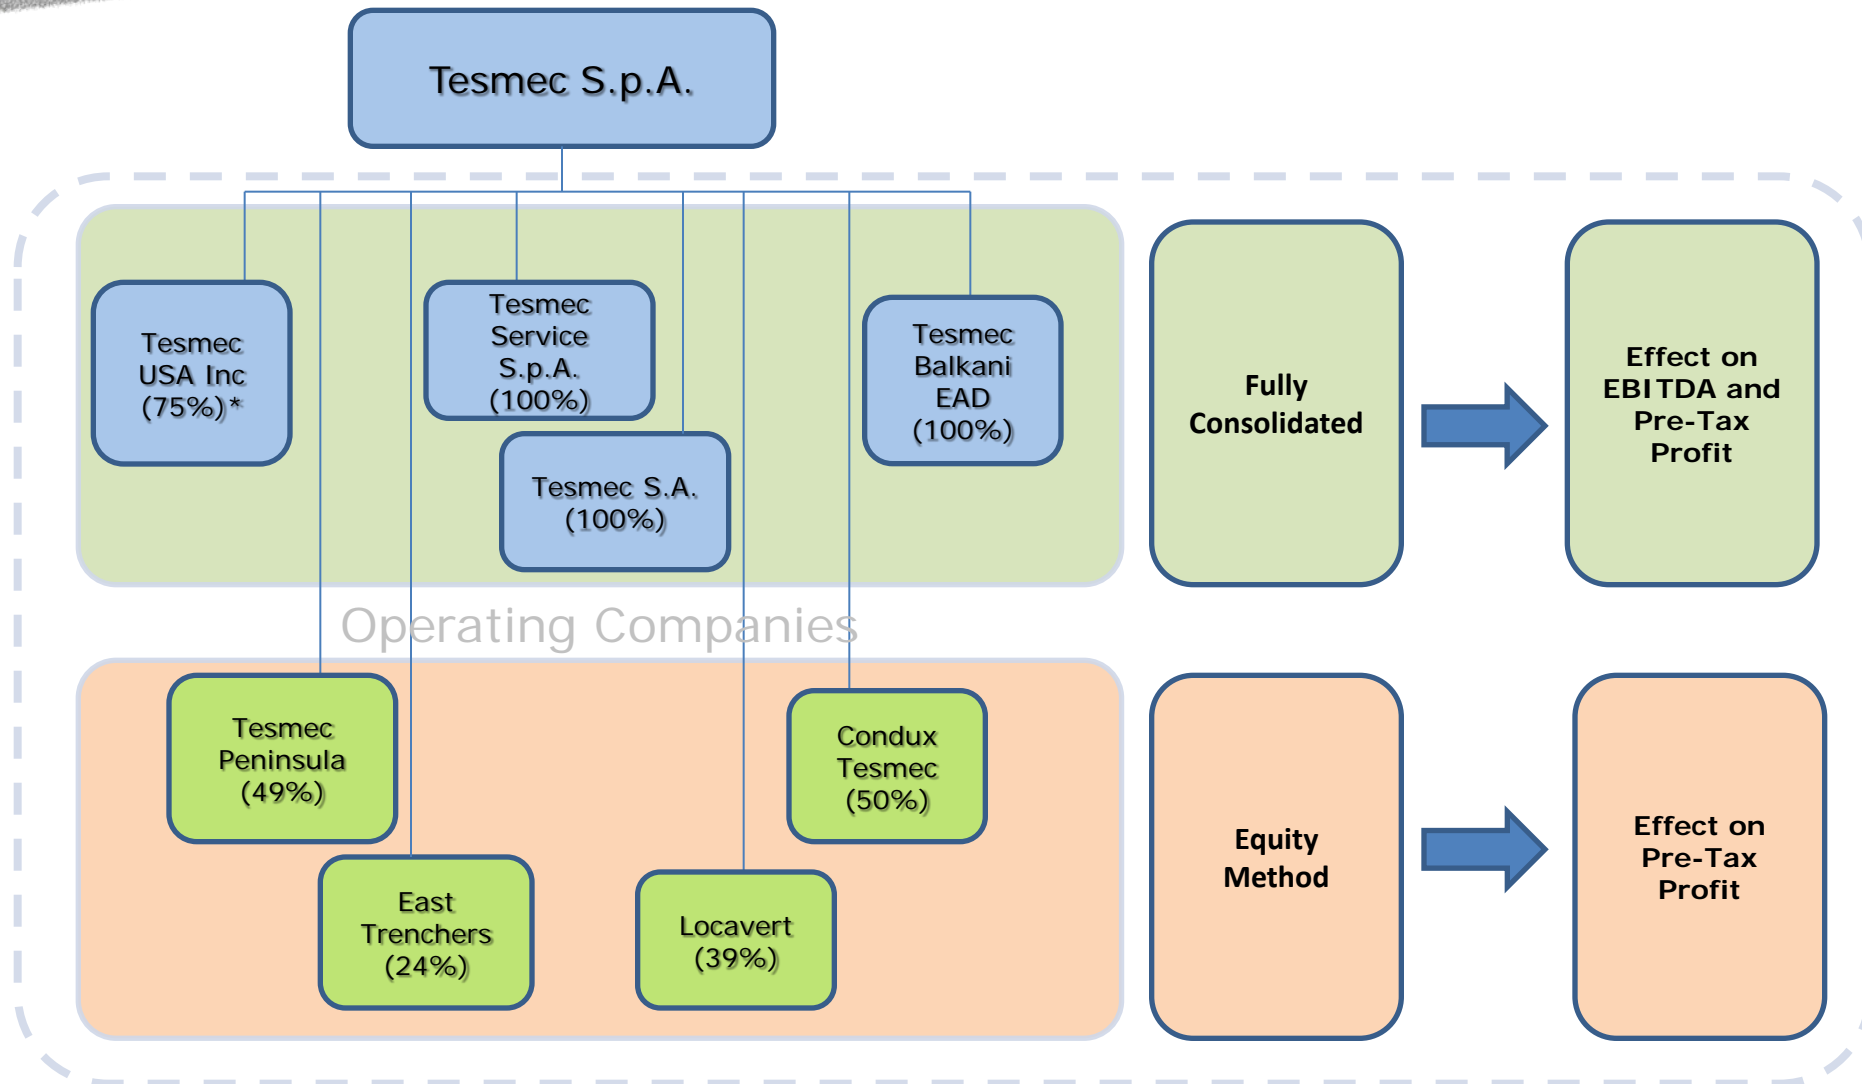 Tesmec S.p.A.
Tesmec
USA Inc
(75%)*
Tesmec
Service
S.p.A.
(100%)
Tesmec S.A.
(100%)
Tesmec
Balkani
EAD
(100%)
Fully
Consolidated
Effect on
EBITDA and
Pre-Tax
Profit
Operating Companies
Tesmec
Peninsula
(49%)
East
Trenchers
(24%)
Locavert
(39%)
Condux
Tesmec
(50%)
Equity
Method
Effect on
Pre-Tax
Profit